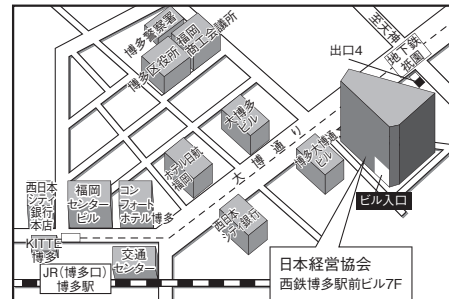 博多警察署
福岡
商工会議所
博多区役所
至天神
地下鉄
祇園
出口4
大博多
ビル
大博通り
博多大博通
ビル
ホテル日航
福岡
西日本
シティ
銀行
本店
福岡
センター
ビル
コン
フォート
ホテル博多
西日本
シティ銀行
ビル入口
KITTE
博多
交通
センター
JR(博多口)
博多駅
日本経営協会
西鉄博多駅前ビル7F